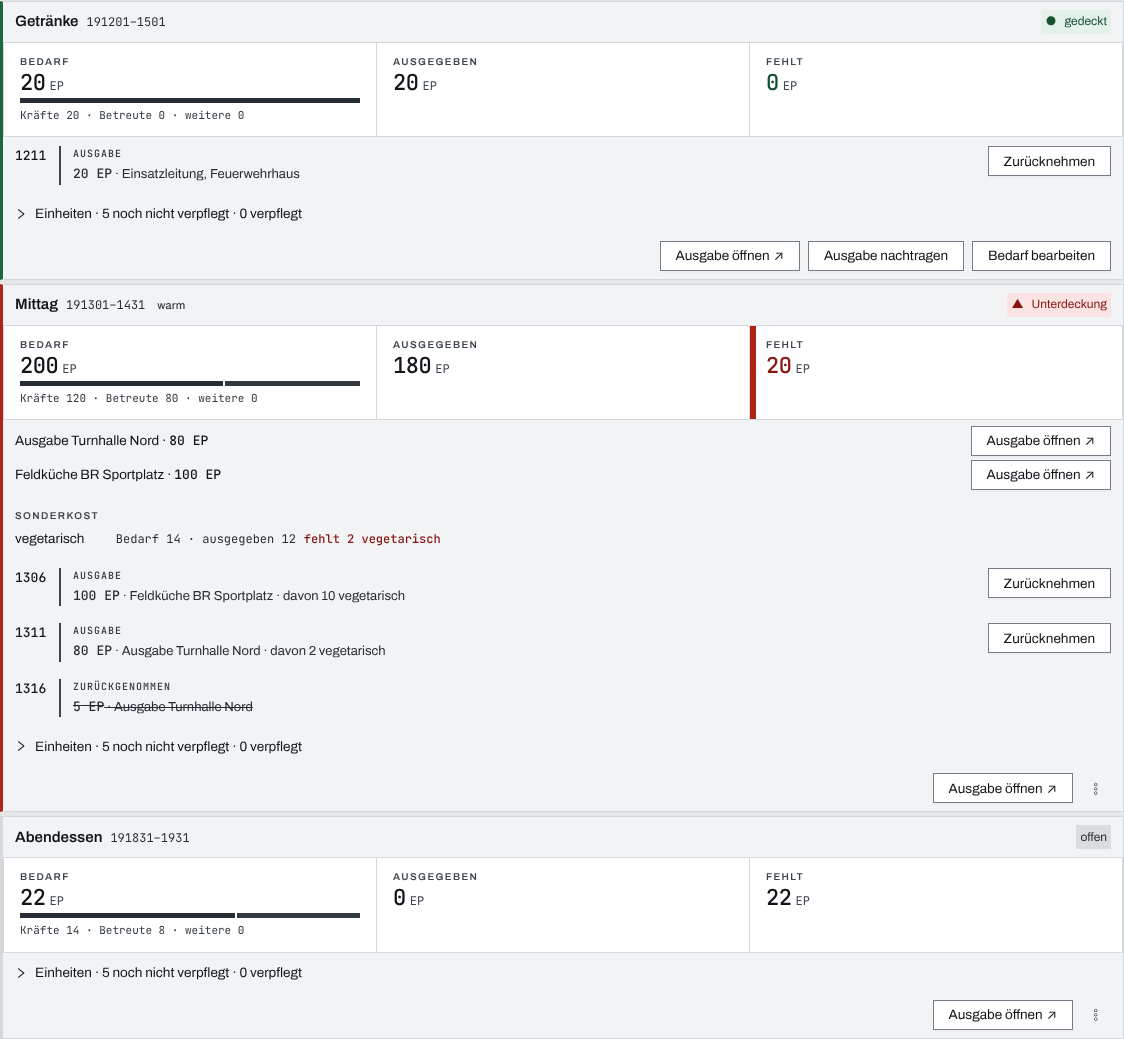 Getränke 191201–1501 gedeckt
BEDARF AUSGEGEBEN FEHLT
20 EP 20 EP 0 EP
Kräfte 20 · Betreute 0 · weitere 0
1211 AUSGABE Zurücknehmen
20 EP · Einsatzleitung, Feuerwehrhaus
Einheiten · 5 noch nicht verpflegt · 0 verpflegt
Ausgabe öffnen ↗ Ausgabe nachtragen Bedarf bearbeiten
Mittag 191301–1431 warm Unterdeckung
BEDARF AUSGEGEBEN FEHLT
200 EP 180 EP 20 EP
Kräfte 120 · Betreute 80 · weitere 0
Ausgabe Turnhalle Nord · 80 EP Ausgabe öffnen ↗
Feldküche BR Sportplatz · 100 EP Ausgabe öffnen ↗
SONDERKOST
vegetarisch Bedarf 14 · ausgegeben 12 fehlt 2 vegetarisch
1306 AUSGABE Zurücknehmen
100 EP · Feldküche BR Sportplatz · davon 10 vegetarisch
1311 AUSGABE Zurücknehmen
80 EP · Ausgabe Turnhalle Nord · davon 2 vegetarisch
1316 ZURÜCKGENOMMEN
5 EP · Ausgabe Turnhalle Nord
Einheiten · 5 noch nicht verpflegt · 0 verpflegt
Ausgabe öffnen ↗
Abendessen 191831–1931 offen
BEDARF AUSGEGEBEN FEHLT
22 EP 0 EP 22 EP
Kräfte 14 · Betreute 8 · weitere 0
Einheiten · 5 noch nicht verpflegt · 0 verpflegt
Ausgabe öffnen ↗